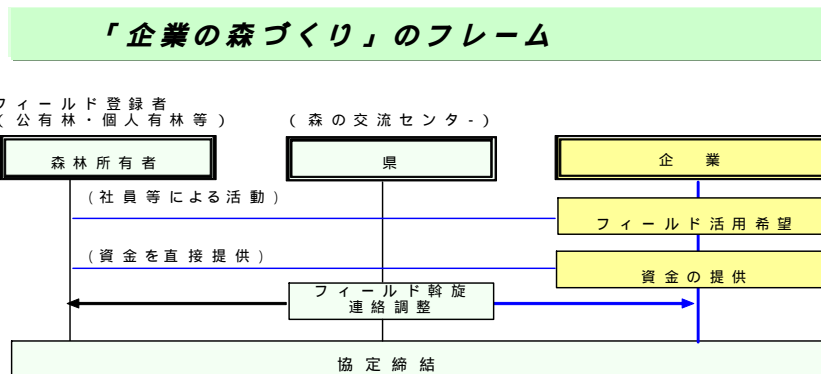 「企業の森づくり」のフレーム
フィールド登録者
(公有林・個人有林等)
(森の交流センタ-)
森林所有者
県
企業
(社員等による活動)
フィールド活用希望
(資金を直接提供)
資金の提供
フィールド斡旋
連絡調整
協定締結